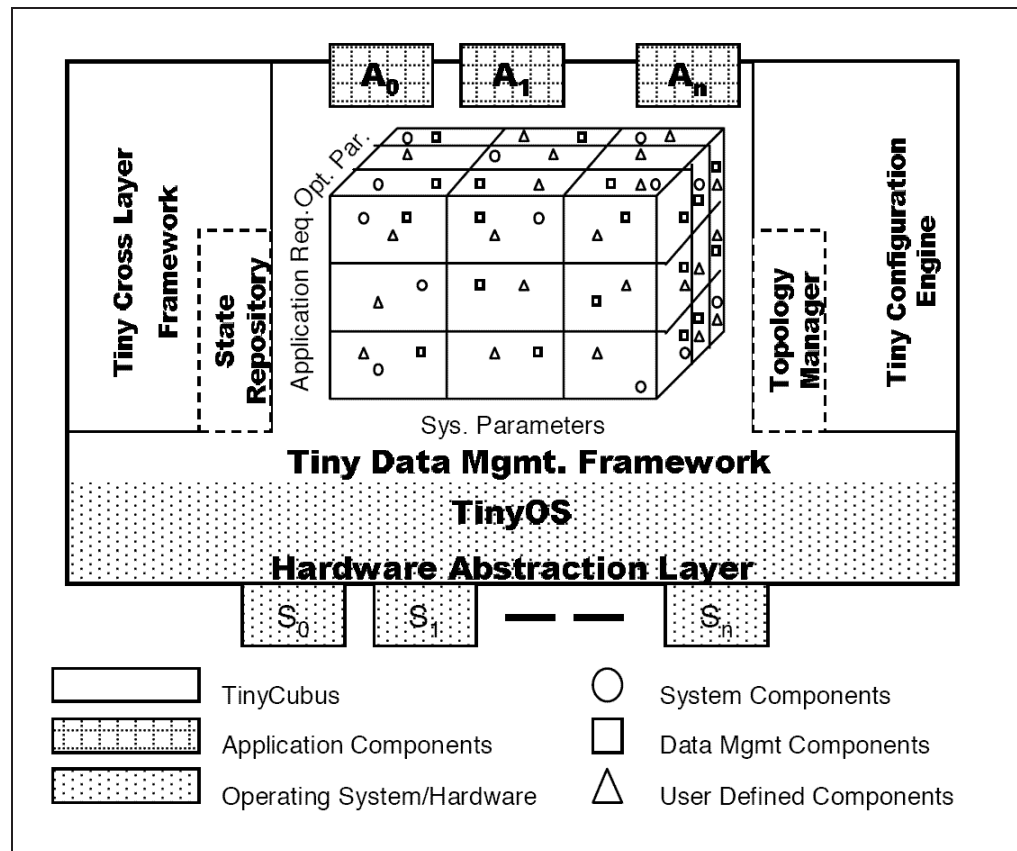 A0 A1 An
Opt. Par.
Application Req.
Sys. Parameters
Tiny Cross Layer
Framework
State
Repository
Topology
Manager
Tiny Configuration
Engine
Tiny Data Mgmt. Framework
TinyOS
Hardware Abstraction Layer
S0 S1 Sn
TinyCubus
Application Components
Operating System/Hardware
System Components
Data Mgmt Components
User Defined Components